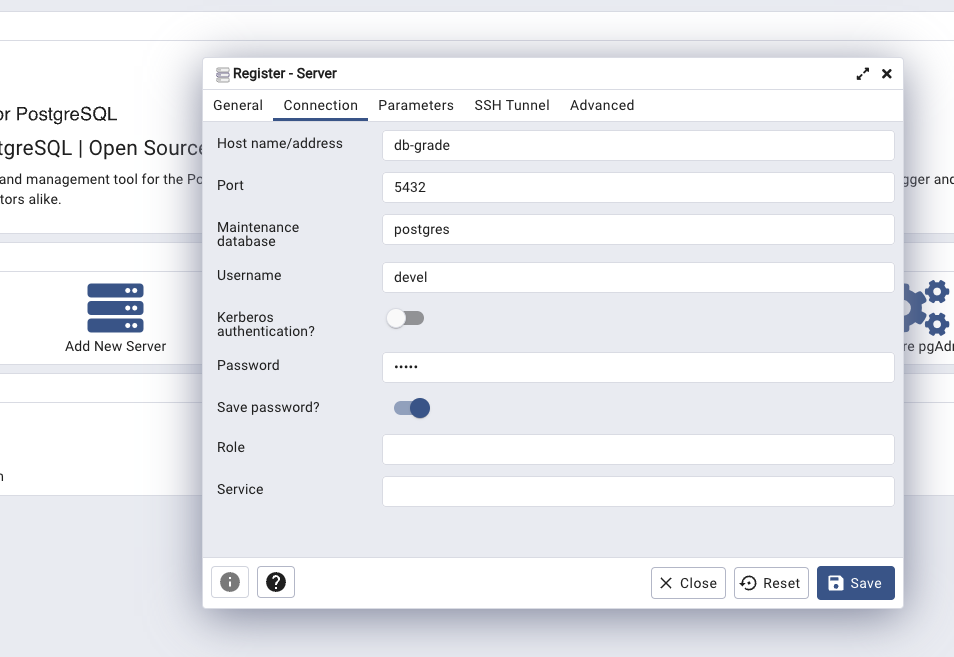 Register - Server
General Connection Parameters SSH Tunnel Advanced
or PostgreSQL
tgreSQL | Open Source
and management tool for the Po
gger and
tors alike.
Host name/address db-grade
Port 5432
Maintenance
database
postgres
Username devel
Kerberos
authentication?
Password •••••
Save password?
Role
Service
Add New Server
re pgAdm
Close Reset Save